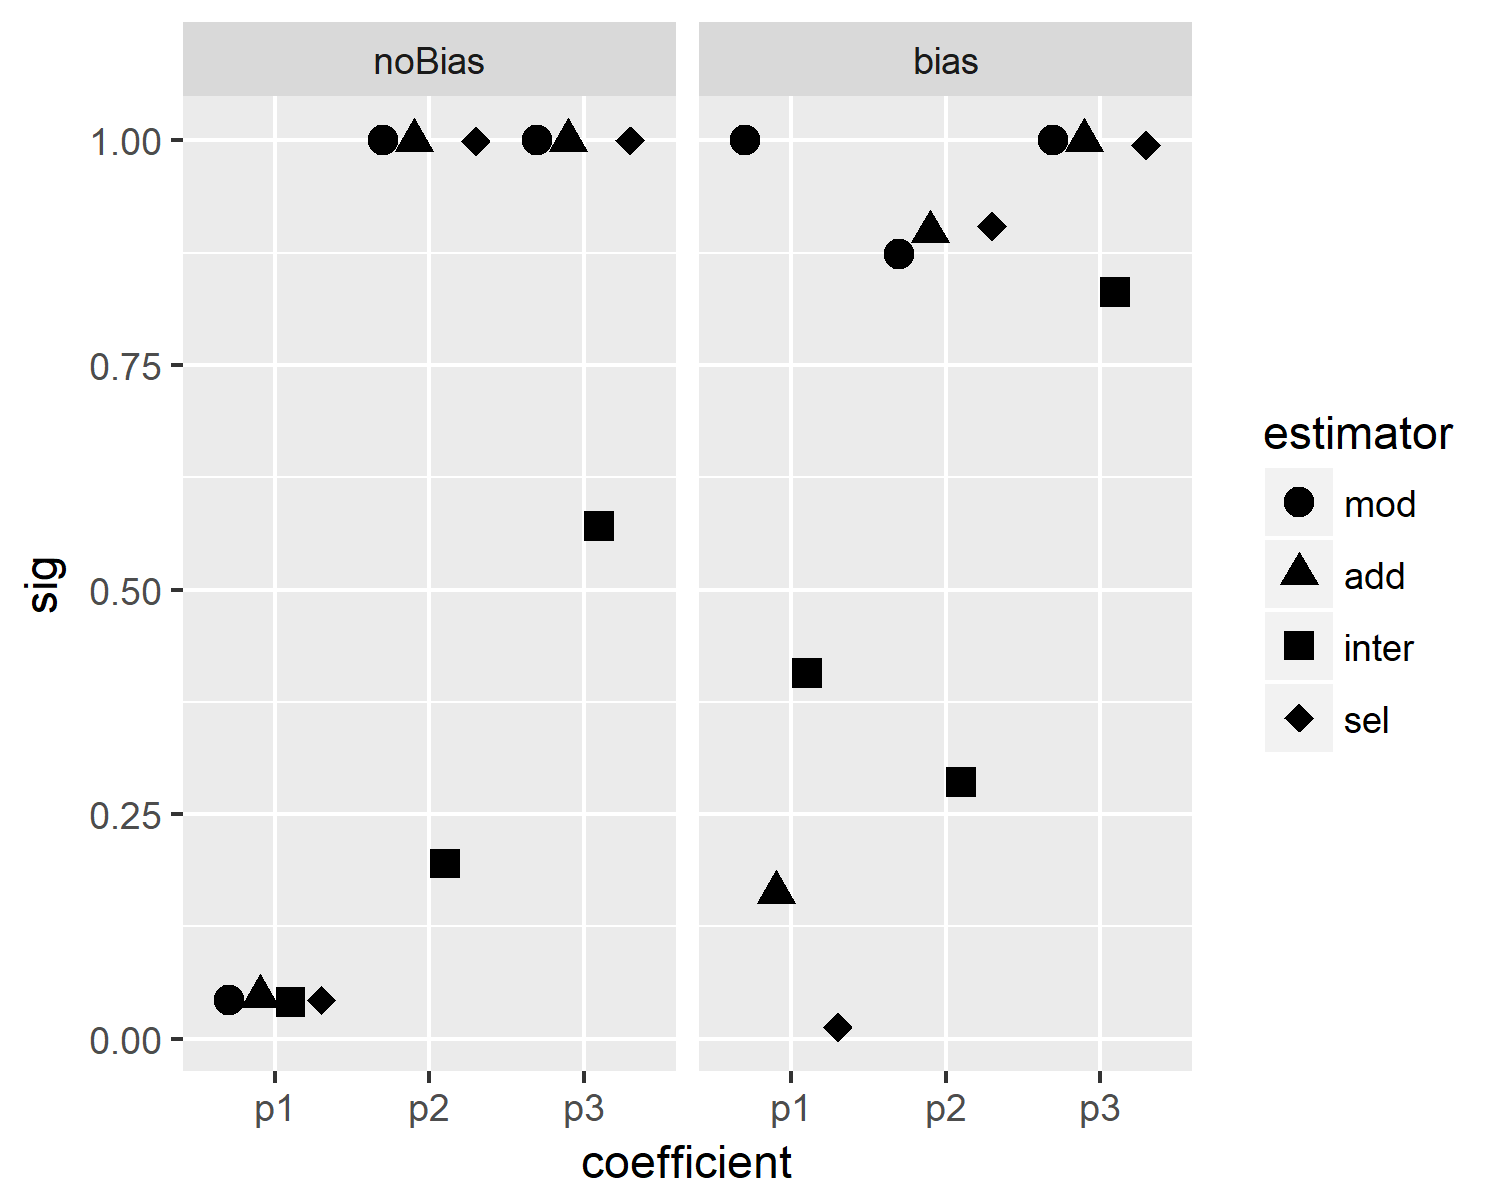 noBias
bias
1.00
0.75
0.50
0.25
0.00
sig
p1 p2 p3 p1 p2 p3
coefficient
estimator
mod
add
inter
sel